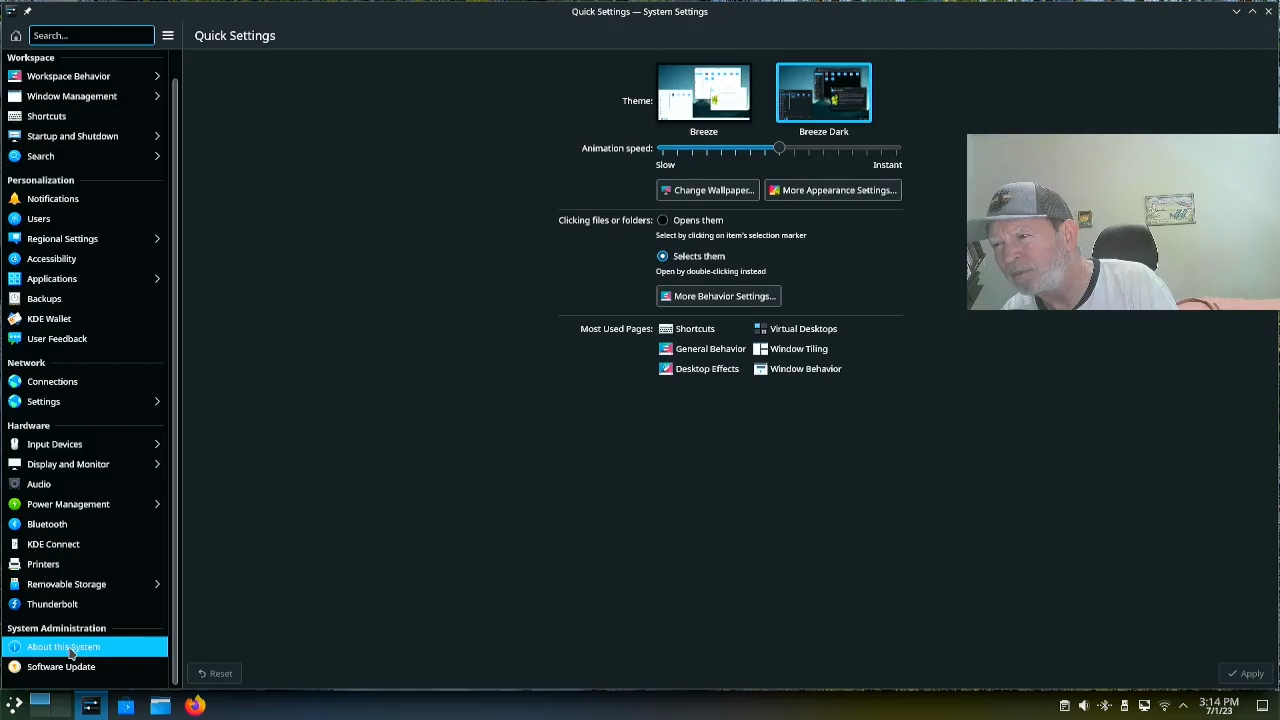 Quick Settings — System Settings
Search...
Quick Settings
Workspace
Workspace Behavior
Window Management
Shortcuts
Startup and Shutdown
Search
Personalization
Notifications
Users
Regional Settings
Accessibility
Applications
Backups
KDE Wallet
User Feedback
Network
Connections
Settings
Hardware
Input Devices
Display and Monitor
Audio
Power Management
Bluetooth
KDE Connect
Printers
Removable Storage
Thunderbolt
System Administration
About this System
Software Update
Theme:
Breeze
Breeze Dark
Animation speed:
Slow
Instant
Change Wallpaper...
More Appearance Settings...
Clicking files or folders:
Opens them
Select by clicking on item's selection marker
Selects them
Open by double-clicking instead
More Behavior Settings...
Most Used Pages:
Shortcuts
Virtual Desktops
General Behavior
Window Tiling
Desktop Effects
Window Behavior
Reset
Apply
3:14 PM
7/1/23